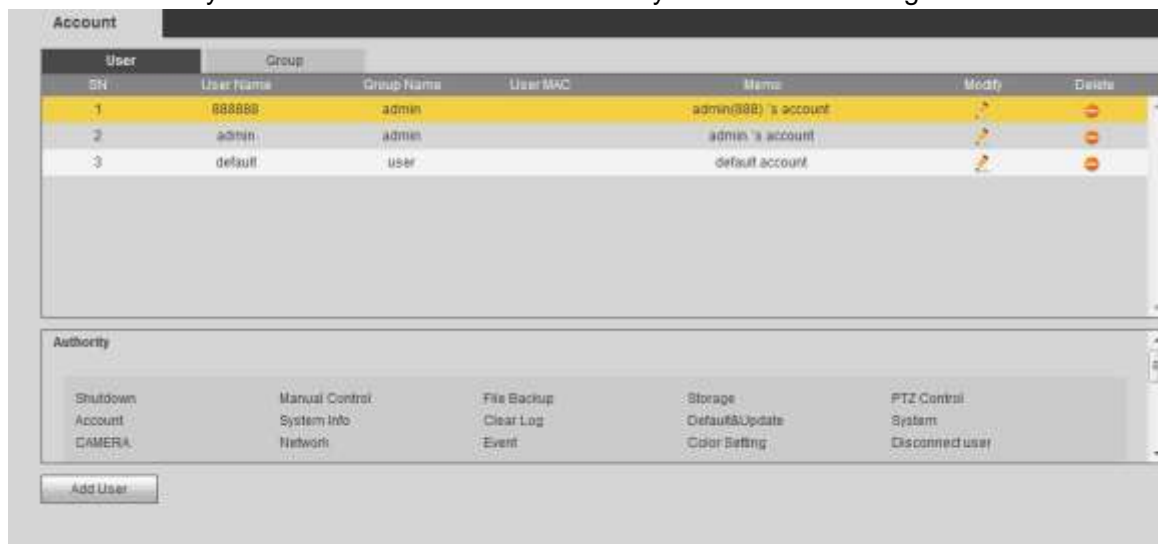 Account
User Group
SN User Name Group Name User MAC Memo Modify Delete
1 888888 admin admin(888) 's account
2 admin admin admin 's account
3 default user default account
Authority
Shutdown Manual Control File Backup Storage PTZ Control
Account System Info Clear Log Default&Update System
CAMERA Network Event Color Setting Disconnected user
Add User